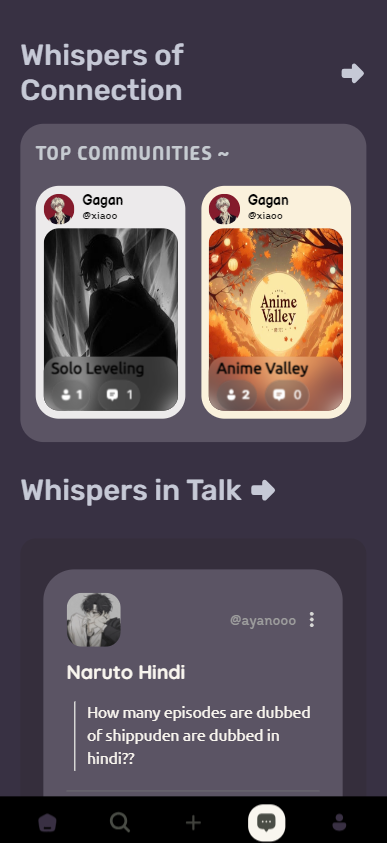 Whispers of
Connection
TOP COMMUNITIES ~
Gagan
@xiaoo
Solo Leveling
1
1
Gagan
@xiaoo
Anime
Valley
Anime Valley
2
0
Whispers in Talk
@ayanooo
Naruto Hindi
How many episodes are dubbed
of shippuden are dubbed in
hindi??